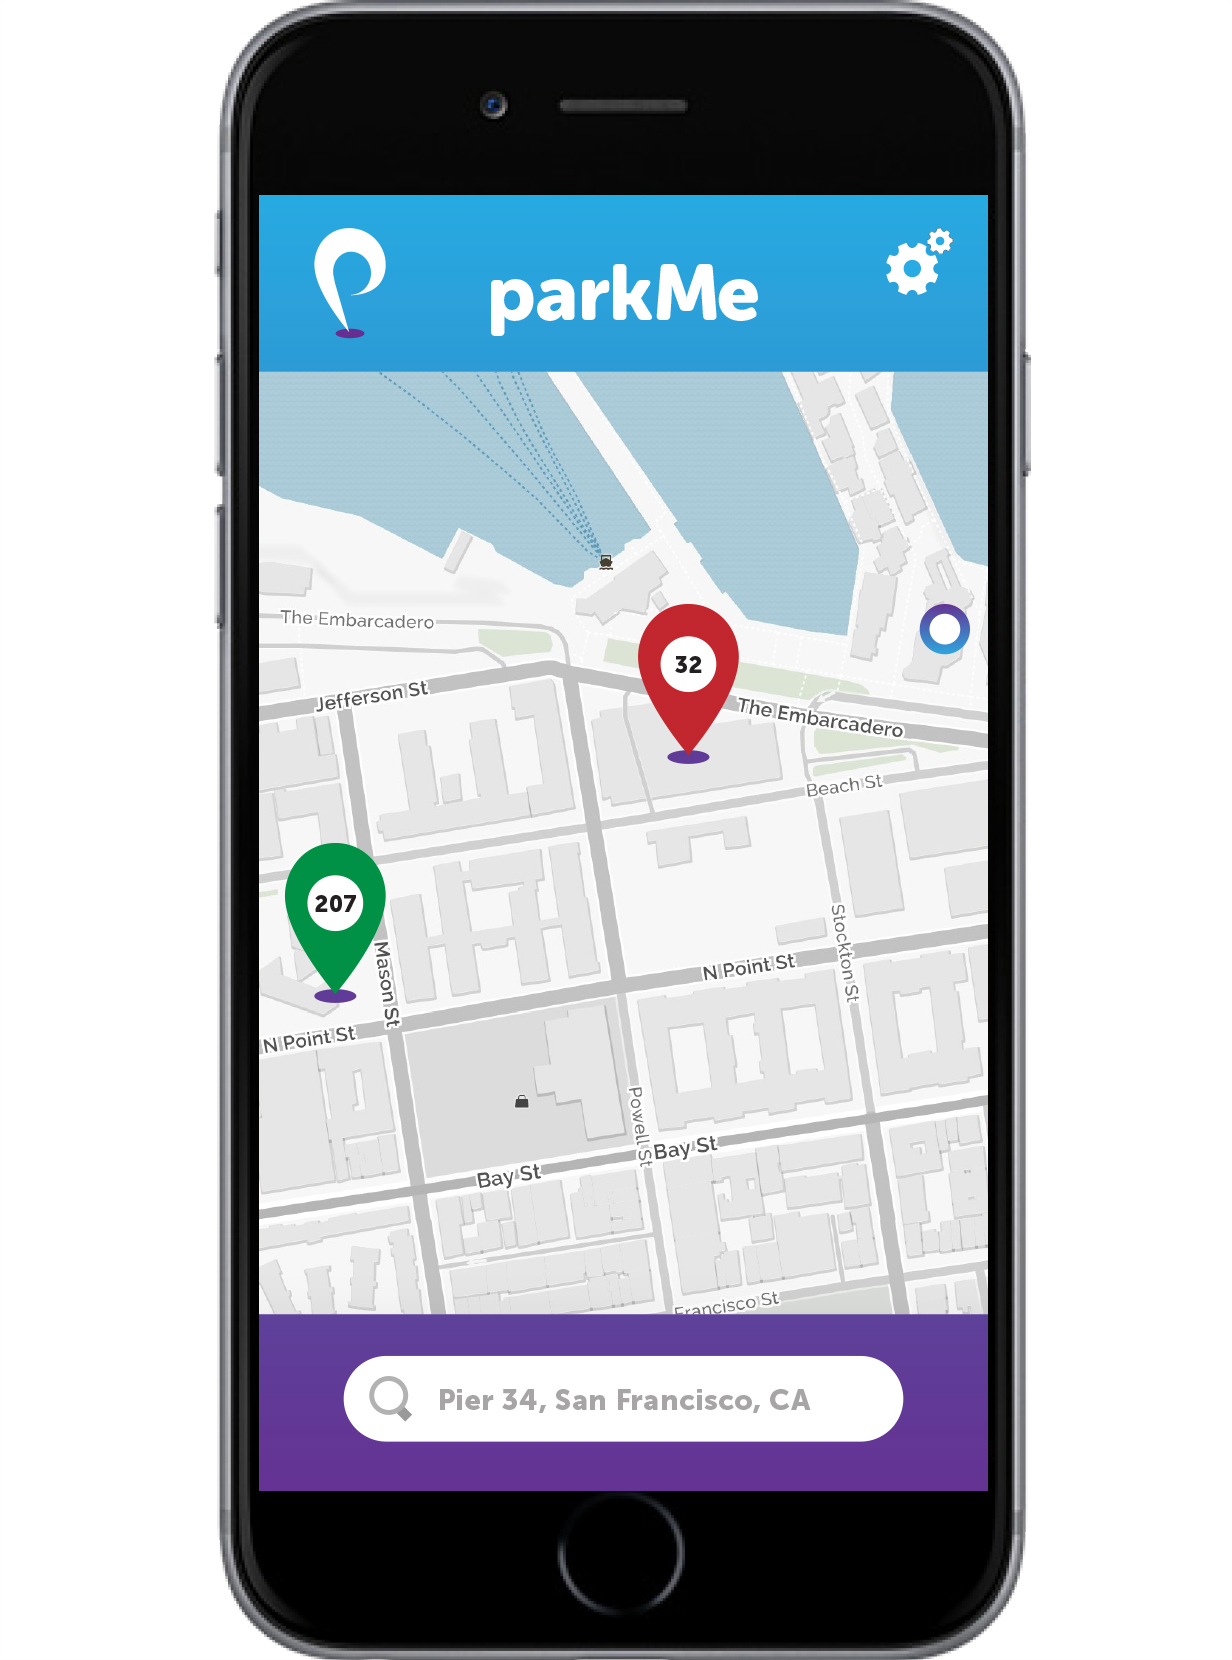 parkMe
The Embarcadero
32
Jefferson St
The Embarcadero
Beach St
207
Mason St
Stockton St
N Point St
N Point St
Powell St
Bay St
Bay St
Francisco St
Pier 34, San Francisco, CA